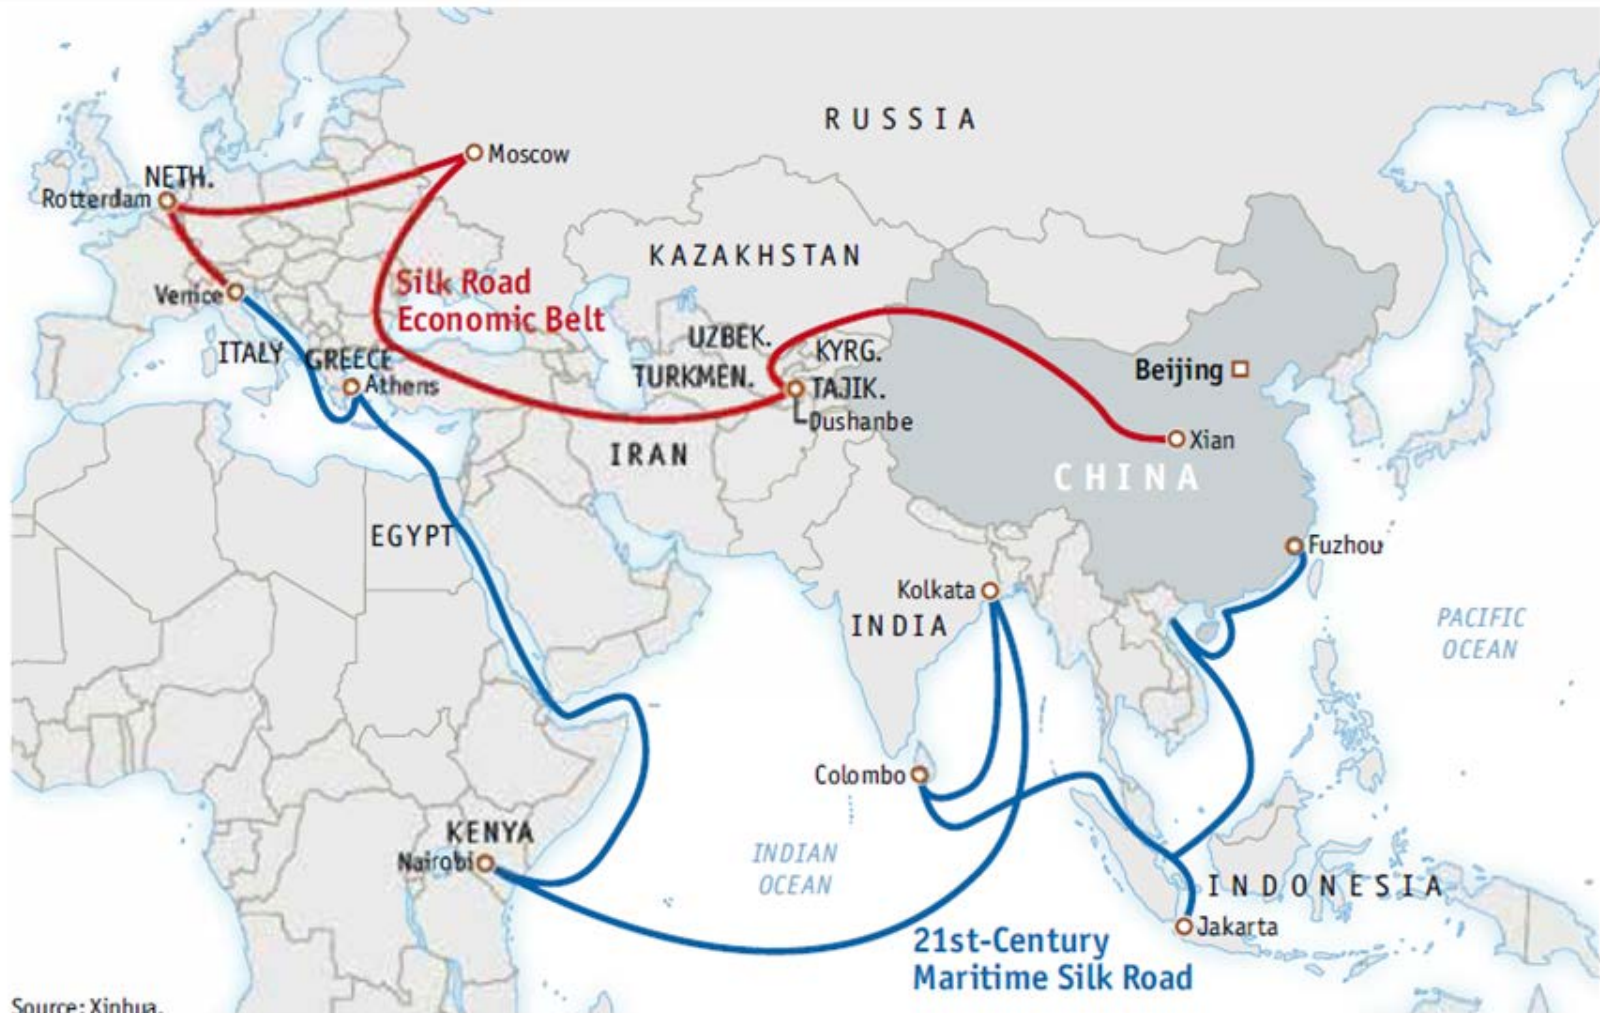 RUSSIA
Moscow
NETH.
Rotterdam
KAZAKHSTAN
Silk Road
Economic Belt
Venice
UZBEK.
KYRG.
ITALY
GREECE
Athens
TURKMEN.
TAJIK.
Dushanbe
Beijing
Xian
IRAN
CHINA
EGYPT
Fuzhou
Kolkata
INDIA
PACIFIC
OCEAN
Colombo
KENYA
Nairobi
INDIAN
OCEAN
INDONESIA
Jakarta
21st-Century
Maritime Silk Road
Source: Xinhua.